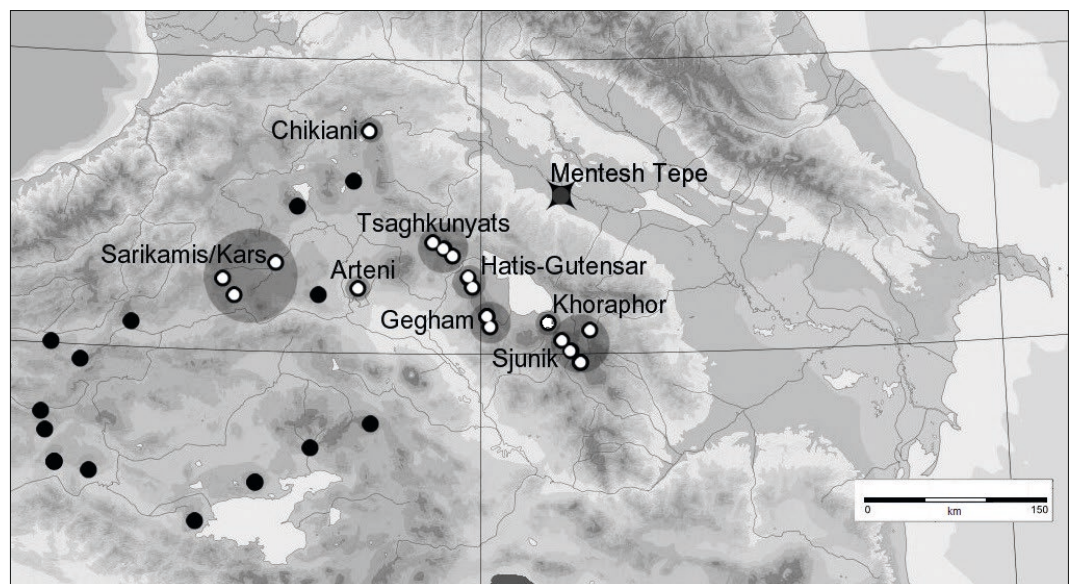 Chikiani
Mentesh Tepe
Tsaghkunyats
Sarikamis/Kars
Arteni
Hatis-Gutensar
Khoraphor
Gegham
Sjunik
0 km 150